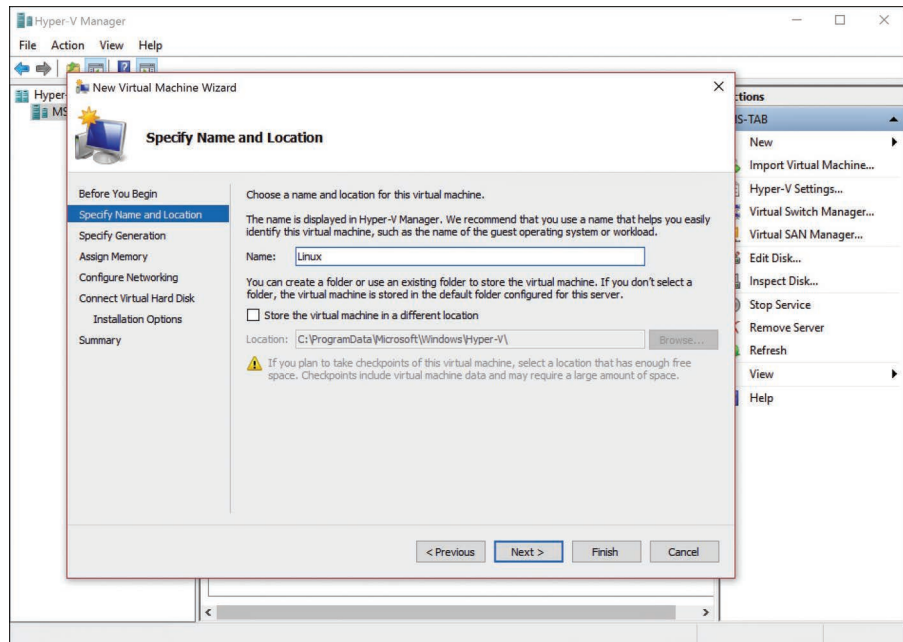 Hyper-V Manager
File Action View Help
New Virtual Machine Wizard
Specify Name and Location
Before You Begin
Specify Name and Location
Specify Generation
Assign Memory
Configure Networking
Connect Virtual Hard Disk
Installation Options
Summary
Choose a name and location for this virtual machine.
The name is displayed in Hyper-V Manager. We recommend that you use a name that helps you easily
identify this virtual machine, such as the name of the guest operating system or workload.
Name: Linux
You can create a folder or use an existing folder to store the virtual machine. If you don't select a
folder, the virtual machine is stored in the default folder configured for this server.
Store the virtual machine in a different location
Location: C:\ProgramData\Microsoft\Windows\Hyper-V\ Browse...
If you plan to take checkpoints of this virtual machine, select a location that has enough free
space. Checkpoints include virtual machine data and may require a large amount of space.
< Previous Next > Finish Cancel
Hyper-
MS
ctions
S-TAB
New
Import Virtual Machine...
Hyper-V Settings...
Virtual Switch Manager...
Virtual SAN Manager...
Edit Disk...
Inspect Disk...
Stop Service
Remove Server
Refresh
View
Help